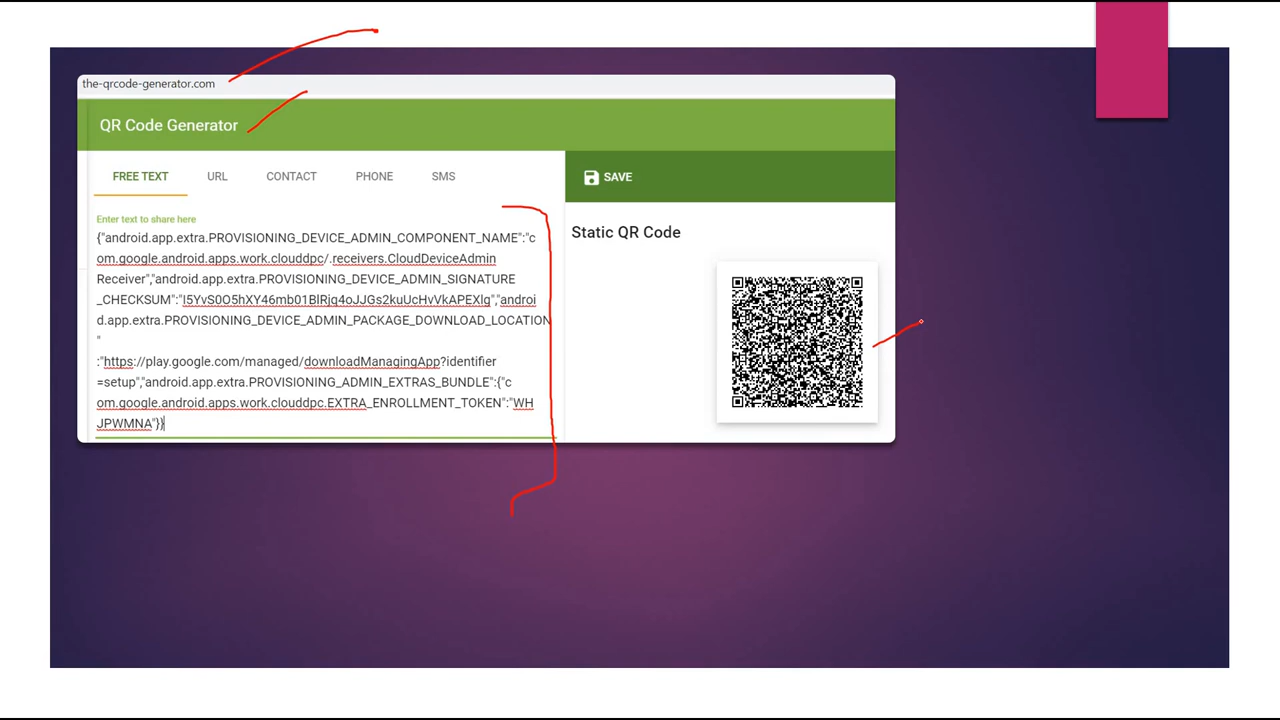 the-qrcode-generator.com
QR Code Generator
FREE TEXT URL CONTACT PHONE SMS
SAVE
Enter text to share here
{"android.app.extra.PROVISIONING_DEVICE_ADMIN_COMPONENT_NAME":"c
om.google.android.apps.work.clouddpc/.receivers.CloudDeviceAdmin
Receiver","android.app.extra.PROVISIONING_DEVICE_ADMIN_SIGNATURE
_CHECKSUM":"I5YvS0O5hXY46mb01BlRjq4oJJGs2kuUcHvVkAPEXlg","androi
d.app.extra.PROVISIONING_DEVICE_ADMIN_PACKAGE_DOWNLOAD_LOCATION
"
:"https://play.google.com/managed/downloadManagingApp?identifier
=setup","android.app.extra.PROVISIONING_ADMIN_EXTRAS_BUNDLE":{"c
om.google.android.apps.work.clouddpc.EXTRA_ENROLLMENT_TOKEN":"WH
JPWMNA"}}
Static QR Code